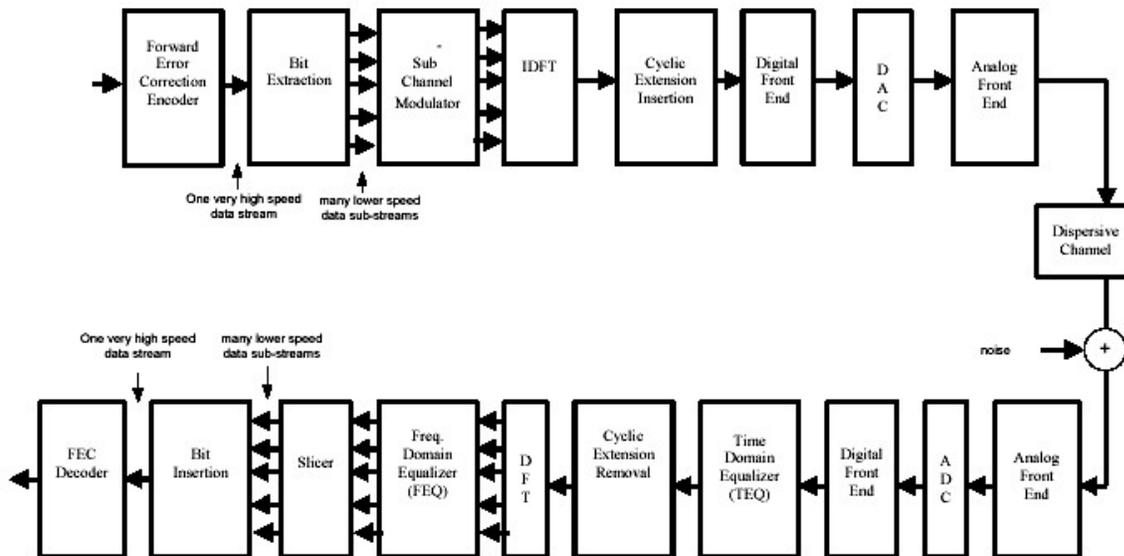 Forward
Error
Correction
Encoder
Bit
Extraction
Sub
Channel
Modulator
IDFT
Cyclic
Extension
Insertion
Digital
Front
End
D
A
C
Analog
Front
End
One very high speed
data stream
many lower speed
data sub-streams
Dispersive
Channel
noise
+
One very high speed
data stream
many lower speed
data sub-streams
FEC
Decoder
Bit
Insertion
Slicer
Freq.
Domain
Equalizer
(FEQ)
D
F
T
Cyclic
Extension
Removal
Time
Domain
Equalizer
(TEQ)
Digital
Front
End
A
D
C
Analog
Front
End